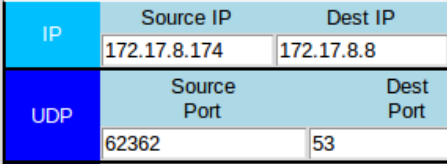 IP
Source IP Dest IP
172.17.8.174 172.17.8.8
UDP
Source Dest
Port Port
62362 53